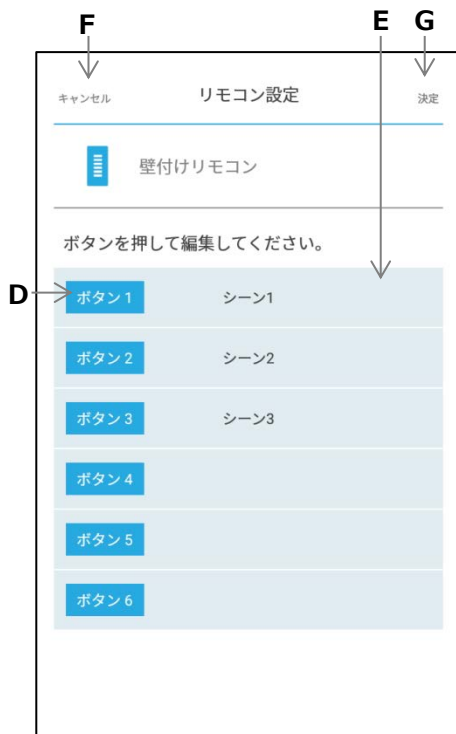 F
E G
キャンセル リモコン設定 決定
壁付けリモコン
ボタンを押して編集してください。
D
ボタン 1 シーン1
ボタン 2 シーン2
ボタン 3 シーン3
ボタン 4
ボタン 5
ボタン 6